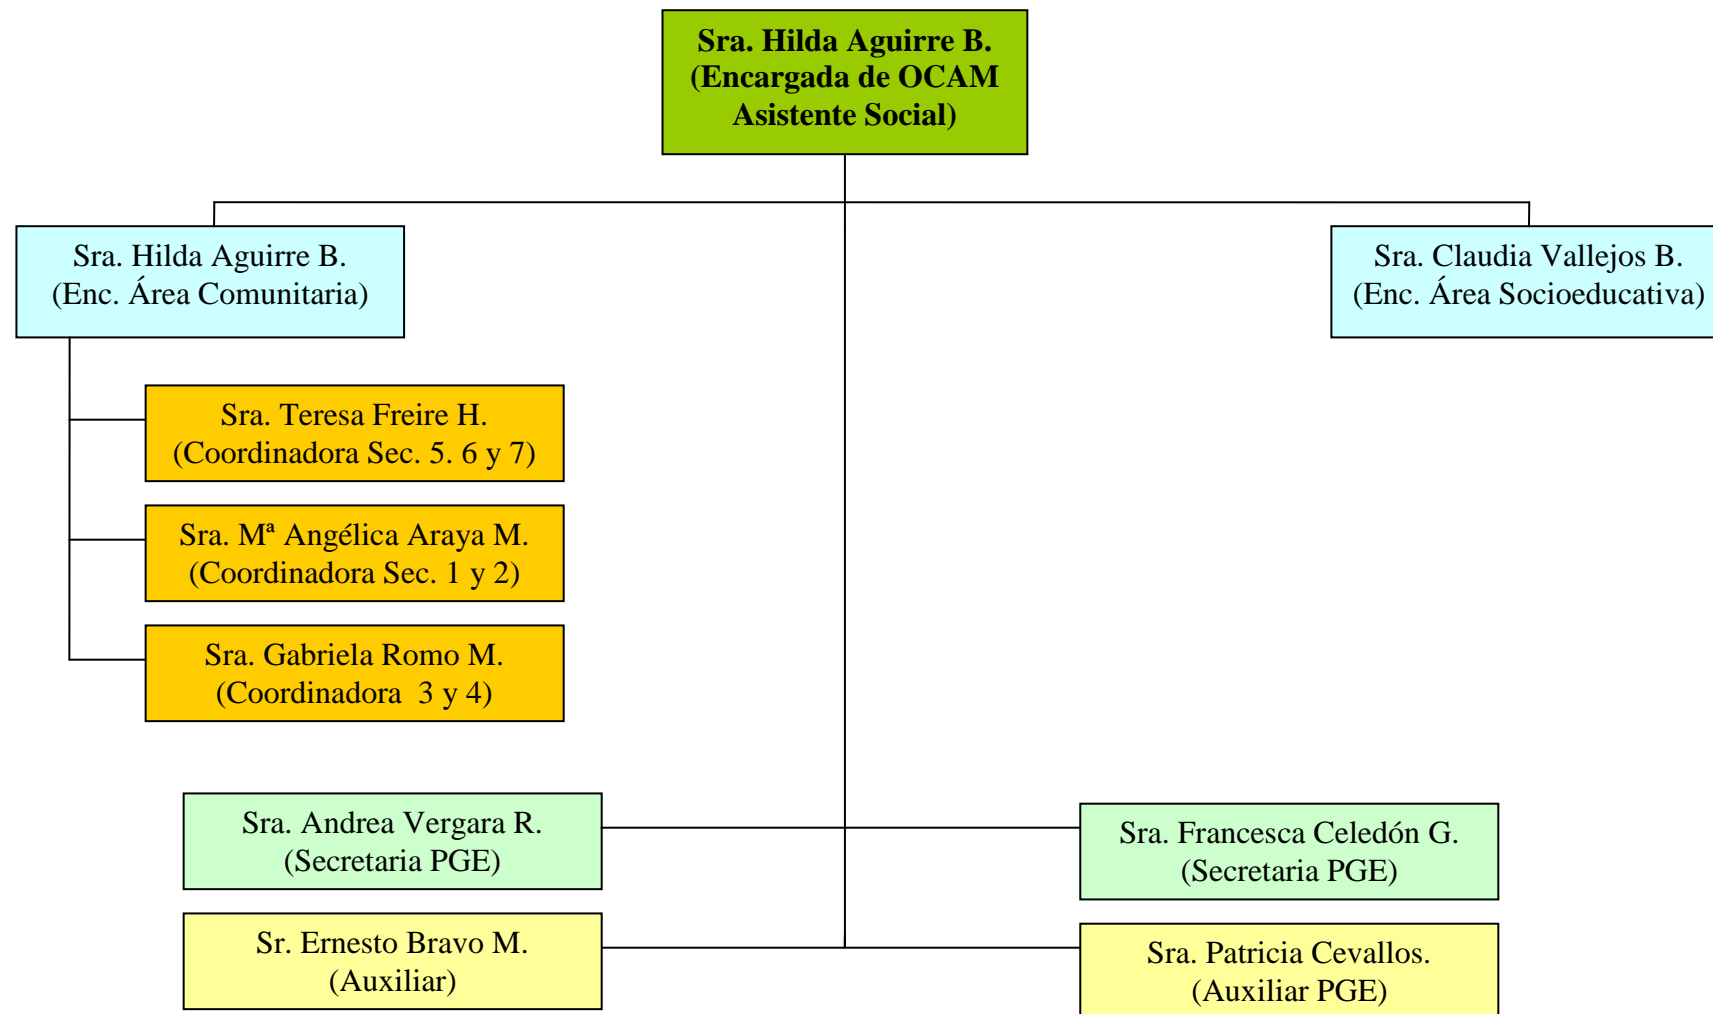 Sra. Hilda Aguirre B.
(Encargada de OCAM
Asistente Social)
Sra. Hilda Aguirre B.
(Enc. Área Comunitaria)
Sra. Claudia Vallejos B.
(Enc. Área Socioeducativa)
Sra. Teresa Freire H.
(Coordinadora Sec. 5. 6 y 7)
Sra. Mª Angélica Araya M.
(Coordinadora Sec. 1 y 2)
Sra. Gabriela Romo M.
(Coordinadora  3 y 4)
Sra. Andrea Vergara R.
(Secretaria PGE)
Sra. Francesca Celedón G.
(Secretaria PGE)
Sr. Ernesto Bravo M.
(Auxiliar)
Sra. Patricia Cevallos.
(Auxiliar PGE)